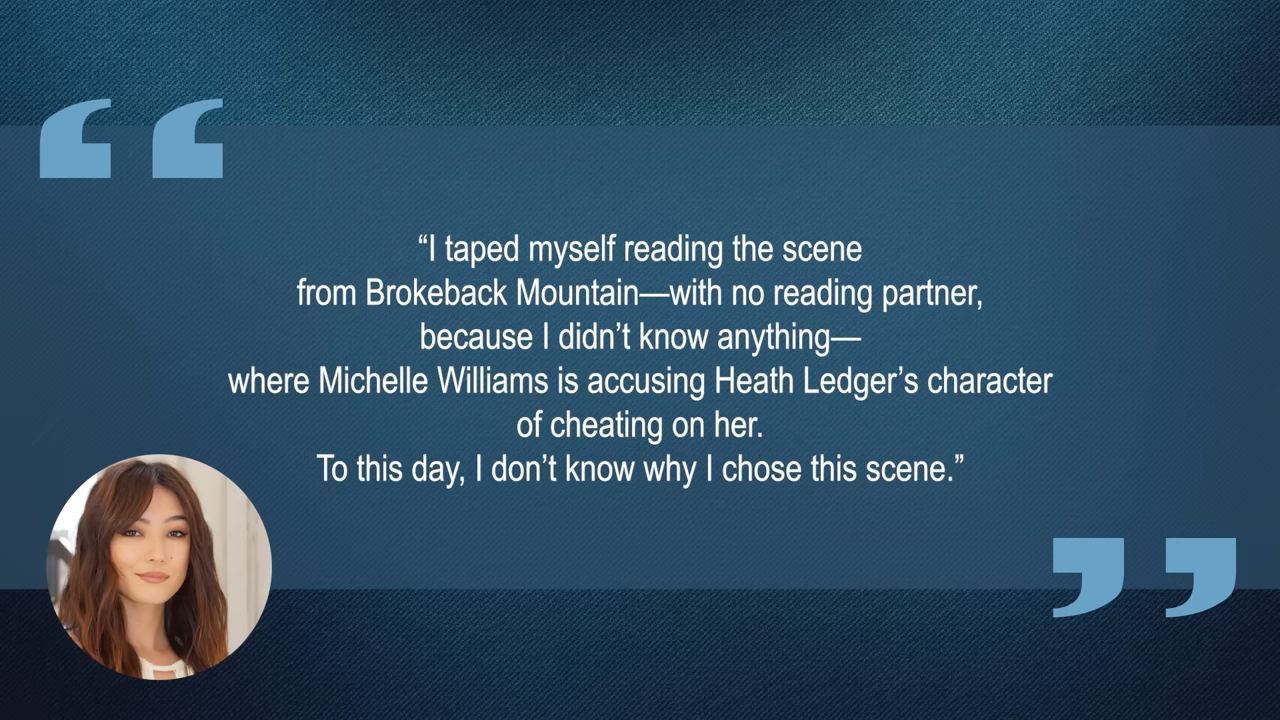 “I taped myself reading the scene
from Brokeback Mountain—with no reading partner,
because I didn’t know anything—
where Michelle Williams is accusing Heath Ledger’s character
of cheating on her.
To this day, I don’t know why I chose this scene.”